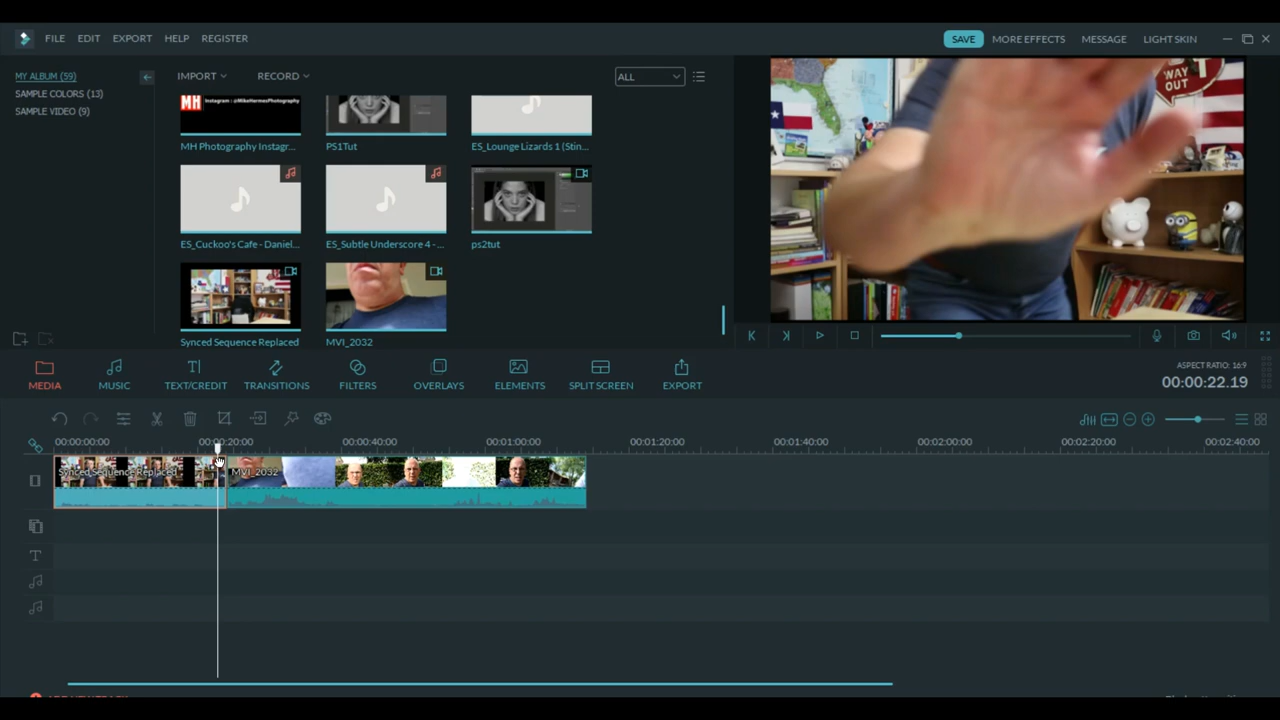 FILE EDIT EXPORT HELP REGISTER
SAVE MORE EFFECTS MESSAGE LIGHT SKIN
MY ALBUM (59)
SAMPLE COLORS (13)
SAMPLE VIDEO (9)
IMPORT RECORD ALL
MH Instagram : @MikeHermesPhotography
MH Photography Instagr...
PS1Tut
ES_Lounge Lizards 1 (Stin...
ES_Cuckoo's Cafe - Daniel...
ES_Subtle Underscore 4 -...
ps2tut
Synced Sequence Replaced
MVI_2032
WAY
OUT
MEDIA MUSIC TEXT/CREDIT TRANSITIONS FILTERS OVERLAYS ELEMENTS SPLIT SCREEN EXPORT
ASPECT RATIO: 16:9
00:00:22.19
00:00:00:00 00:00:20:00 00:00:40:00 00:01:00:00 00:01:20:00 00:01:40:00 00:02:00:00 00:02:20:00 00:02:40:00
Synced Sequence Replaced MVI_2032
T